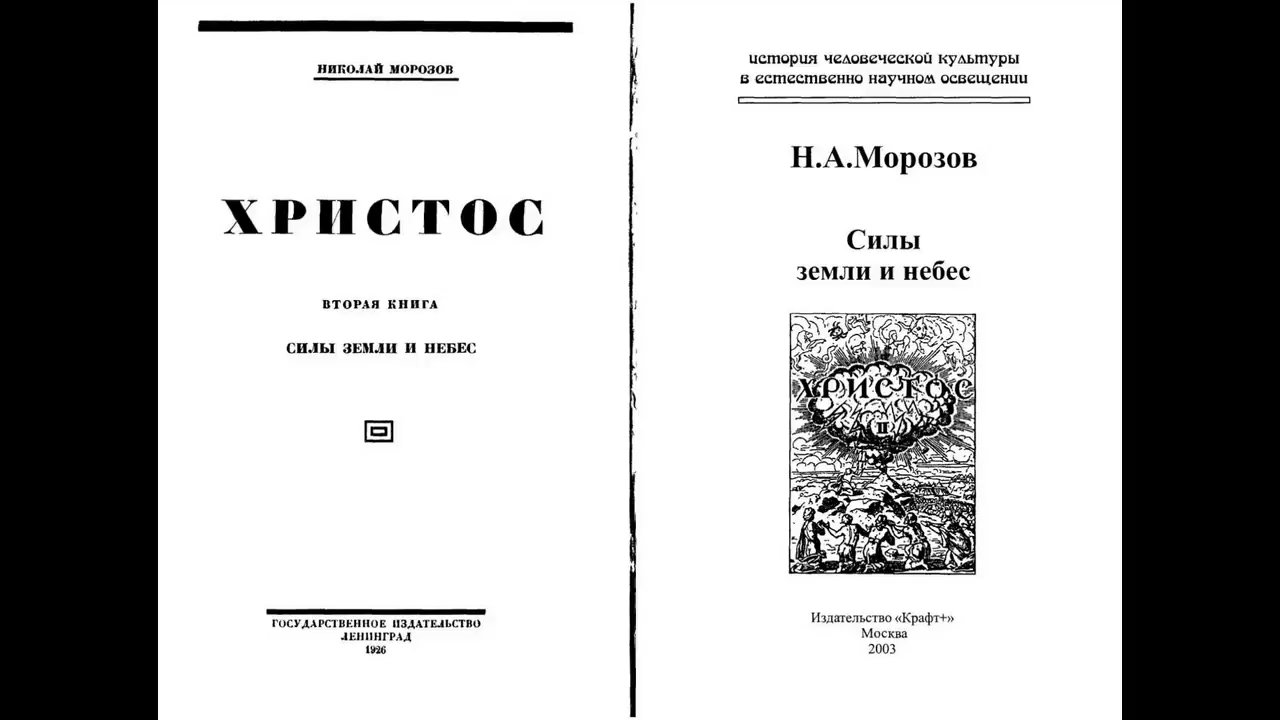 НИКОЛАЙ МОРОЗОВ
ХРИСТОС
ВТОРАЯ КНИГА
СИЛЫ ЗЕМЛИ И НЕБЕС
ГОСУДАРСТВЕННОЕ ИЗДАТЕЛЬСТВО
ЛЕНИНГРАД
1926
история человеческой культуры
в естественно научном освещении
Н.А.Морозов
Силы
земли и небес
ХРИСТОС
II
Издательство «Крафт+»
Москва
2003